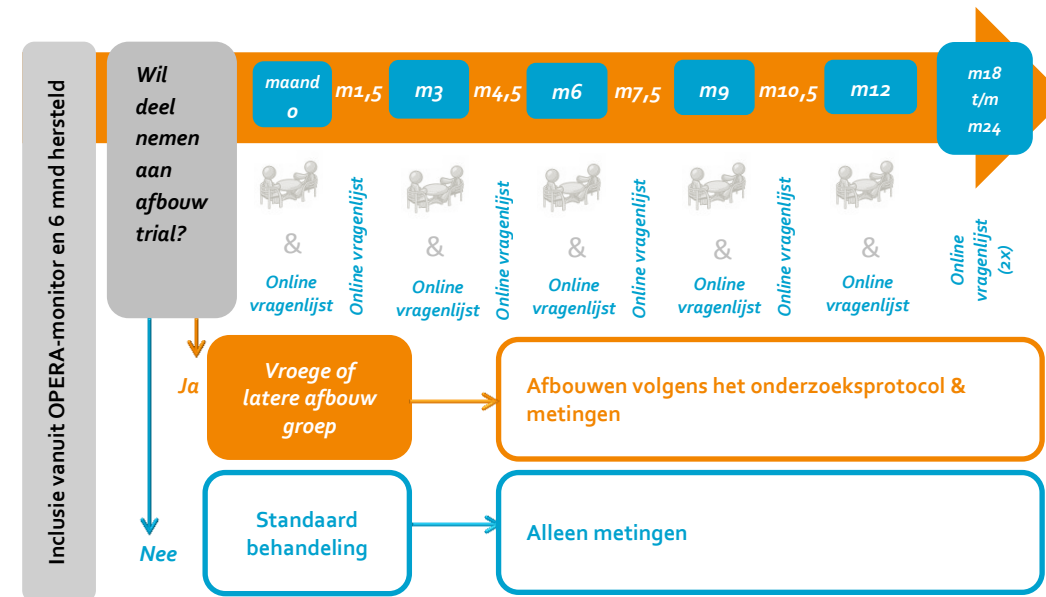 Inclusie vanuit OPERA-monitor en 6 mnd hersteld
Wil
deel
nemen
aan
afbouw
trial?
maand
0
m1,5
m3
m4,5
m6
m7,5
m9
m10,5
m12
m18
t/m
m24
&
Online
vragenlijst
Online vragenlijst
&
Online
vragenlijst
Online vragenlijst
&
Online
vragenlijst
Online vragenlijst
&
Online
vragenlijst
Online vragenlijst
&
Online
vragenlijst
Online
vragenlijst
(2x)
Ja
Vroege of
latere afbouw
groep
Afbouwen volgens het onderzoeksprotocol &
metingen
Nee
Standaard
behandeling
Alleen metingen